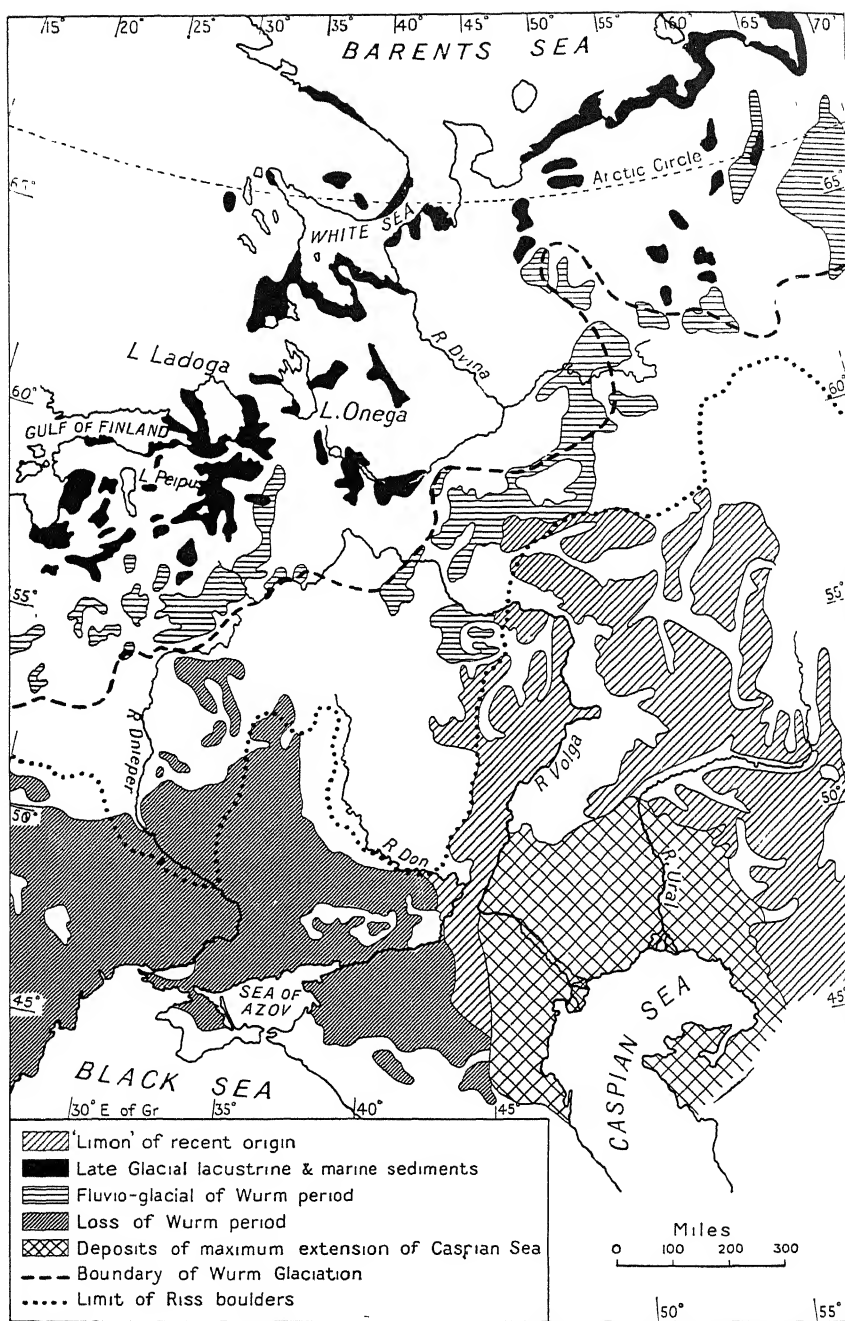 15° 20° 25° 30° 35° 40° 45° 50° 55° 60° 65° 70°
BARENTS SEA
Arctic Circle
65°
WHITE SEA
R Dvina
L Ladoga
60°
60°
L. Onega
GULF OF FINLAND
L. Peipus
55°
55°
R Dnieper
R Volga
50°
50°
R Don
R. Ural
45°
45°
SEA OF
AZOV
CASPIAN SEA
BLACK SEA
30° E of Gr 35° 40° 45°
'Limon' of recent origin
Late Glacial lacustrine & marine sediments
Fluvio-glacial of Wurm period
Loss of Wurm period
Deposits of maximum extension of Caspian Sea
Boundary of Wurm Glaciation
Limit of Riss boulders
Miles
0 100 200 300
50° 55°